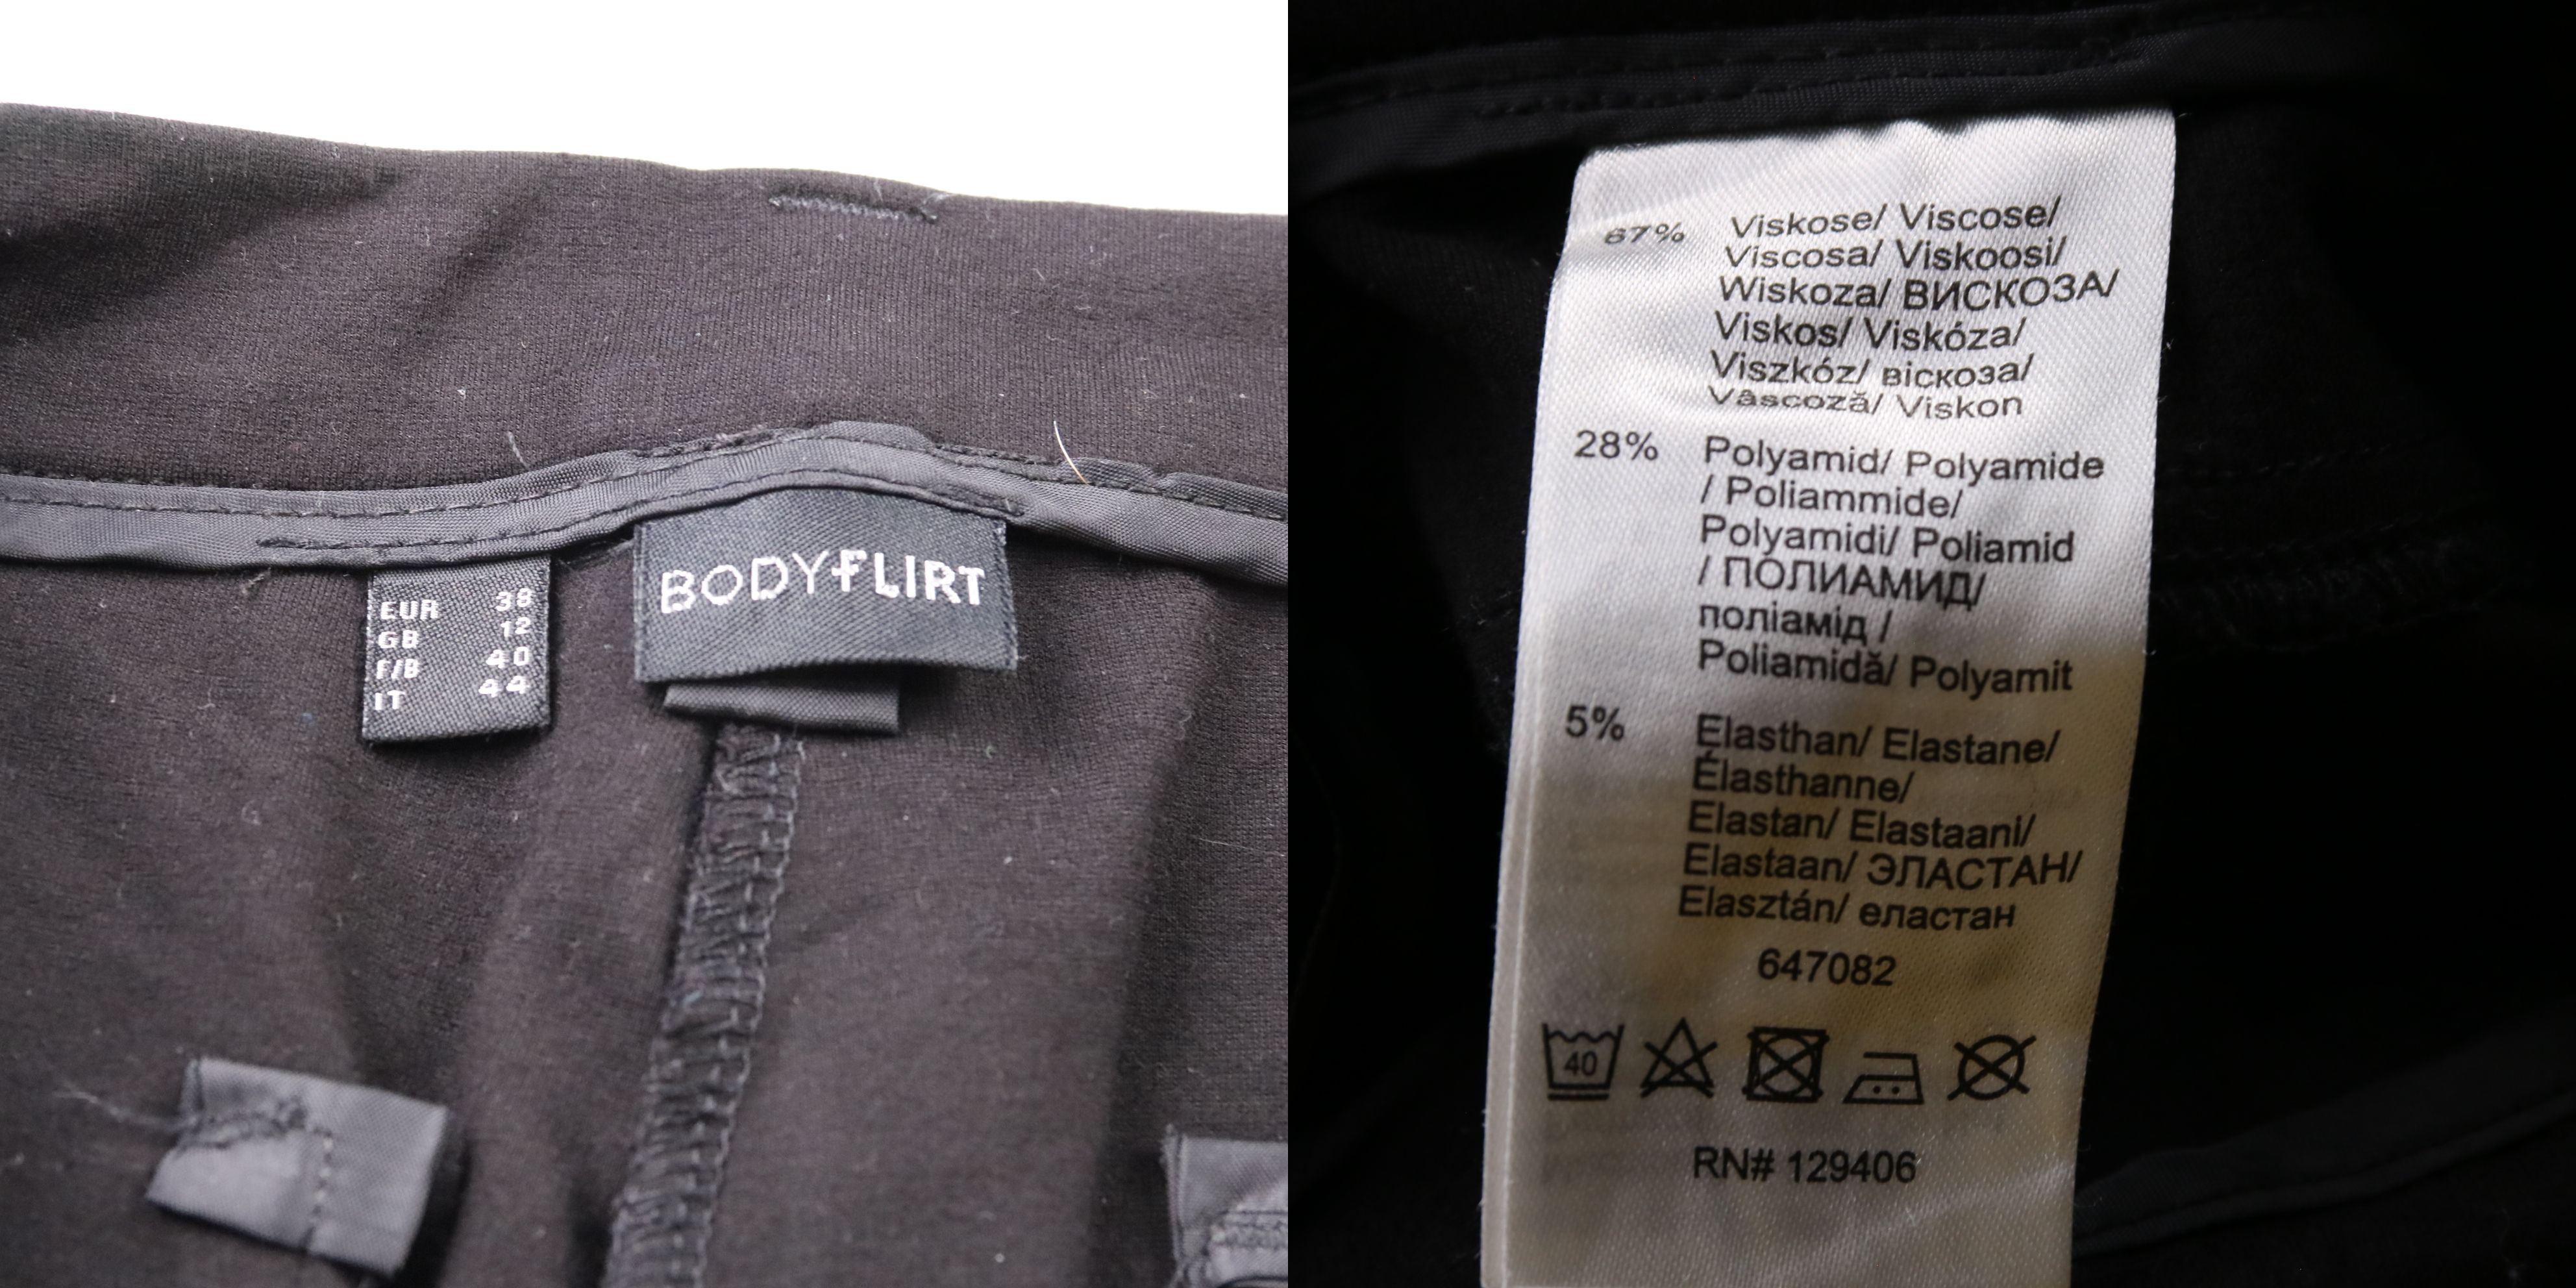 BODYFLIRT
EUR 38
GB 12
F/B 40
IT 44
67% Viskose/ Viscose/
Viscosa/ Viskoosi/
Wiskoza/ ВИСКОЗА/
Viskos/ Viskóza/
Viszkóz/ віскоза/
Vâscoză/ Viskon
28% Polyamid/ Polyamide
/ Poliammide/
Polyamidi/ Poliamid
/ ПОЛИАМИД/
поліамід /
Poliamidă/ Polyamit
5% Elasthan/ Elastane/
Élasthanne/
Elastan/ Elastaani/
Elastaan/ ЭЛАСТАН/
Elasztán/ еластан
647082
40
RN# 129406